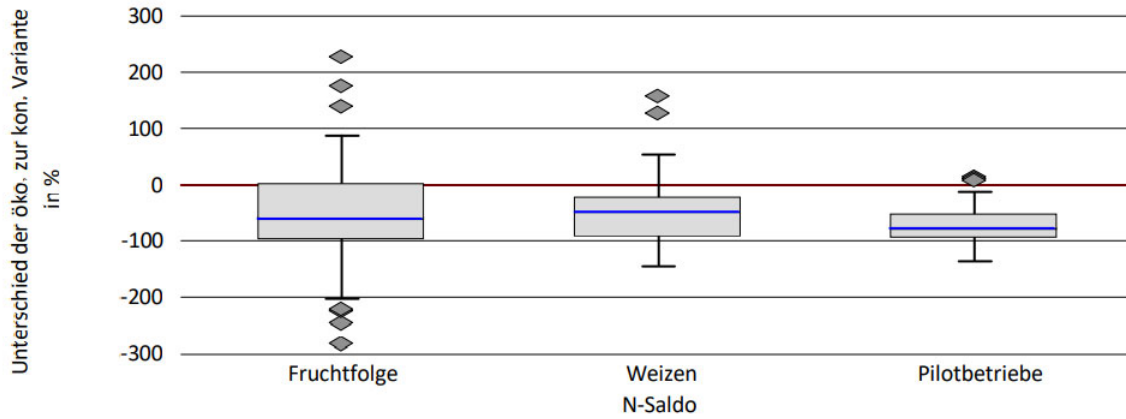 Unterschied der öko. zur kon. Variante
in %
300
200
100
0
-100
-200
-300
Fruchtfolge Weizen Pilotbetriebe
N-Saldo